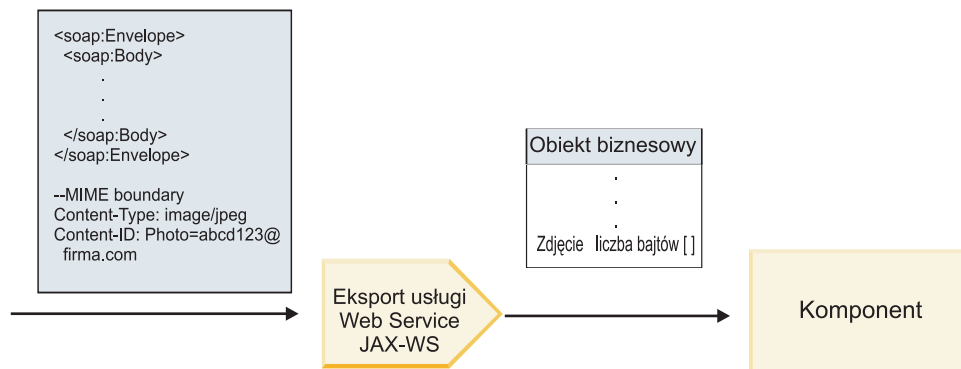 <soap:Envelope>
<soap:Body>
.
.
.
</soap:Body>
</soap:Envelope>
--MIME boundary
Content-Type: image/jpeg
Content-ID: Photo=abcd123@
firma.com
Obiekt biznesowy
.
.
.
Zdjęcie liczba bajtów [ ]
Eksport usługi
Web Service
JAX-WS
Komponent